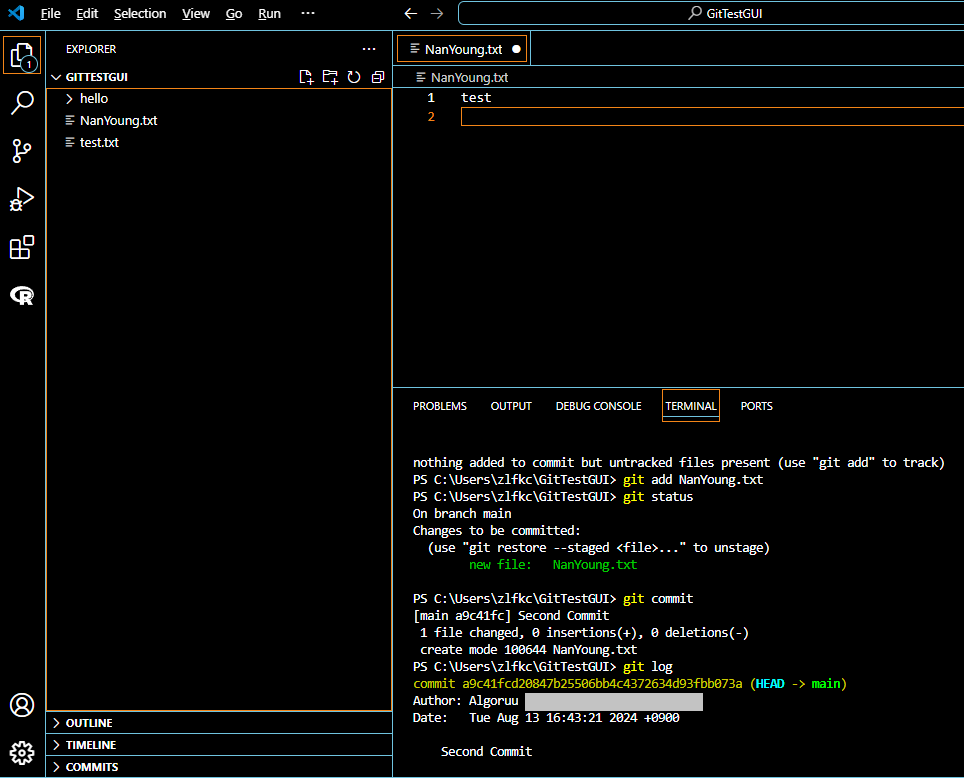 File Edit Selection View Go Run ··· GitTestGUI
EXPLORER ···
GITTESTGUI
hello
NanYoung.txt
test.txt
OUTLINE
TIMELINE
COMMITS
1
NanYoung.txt
NanYoung.txt
1 test
2
PROBLEMS OUTPUT DEBUG CONSOLE TERMINAL PORTS
nothing added to commit but untracked files present (use "git add" to track)
PS C:\Users\zlfkc\GitTestGUI> git add NanYoung.txt
PS C:\Users\zlfkc\GitTestGUI> git status
On branch main
Changes to be committed:
  (use "git restore --staged <file>..." to unstage)
        new file:   NanYoung.txt
PS C:\Users\zlfkc\GitTestGUI> git commit
[main a9c41fc] Second Commit
 1 file changed, 0 insertions(+), 0 deletions(-)
 create mode 100644 NanYoung.txt
PS C:\Users\zlfkc\GitTestGUI> git log
commit a9c41fcd20847b25506bb4c4372634d93fbb073a (HEAD -> main)
Author: Algoruu
Date:   Tue Aug 13 16:43:21 2024 +0900
    Second Commit